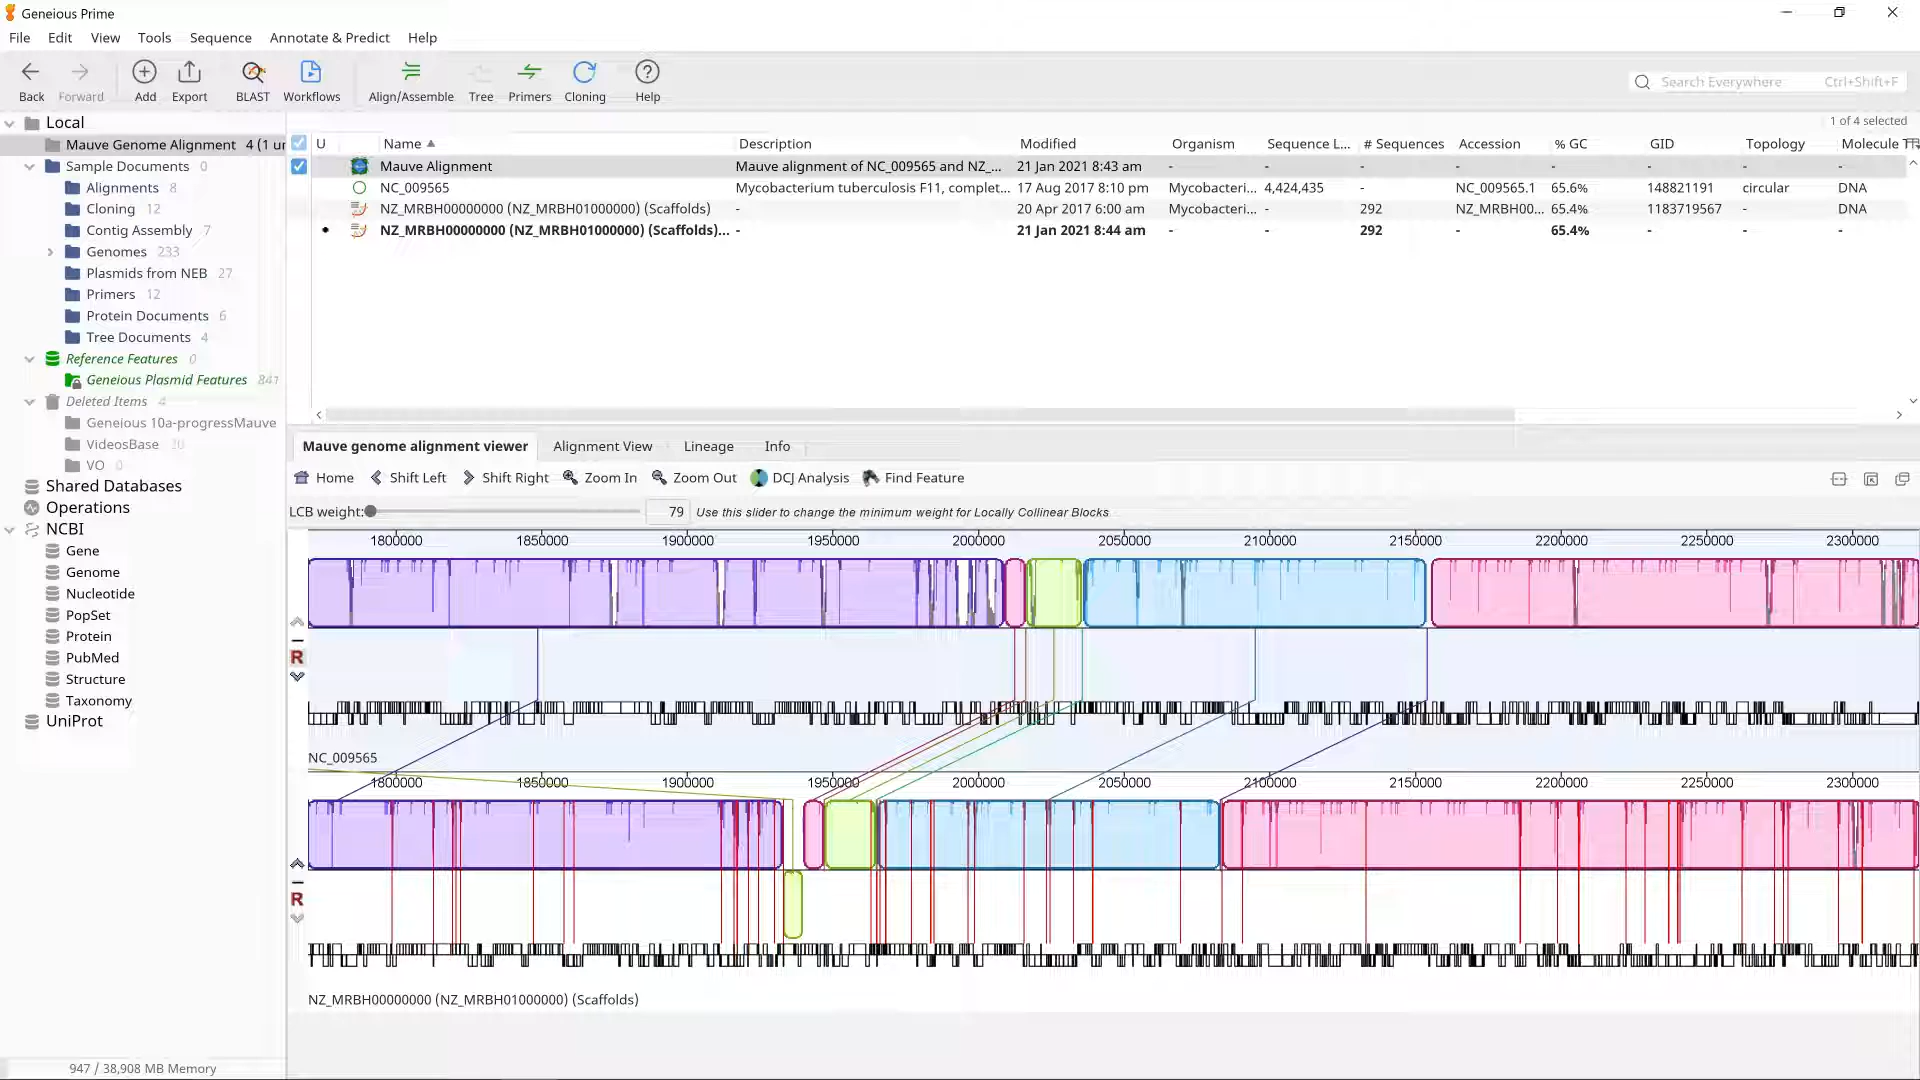 Geneious Prime
File Edit View Tools Sequence Annotate & Predict Help
Back Forward Add Export BLAST Workflows Align/Assemble Tree Primers Cloning Help
Search Everywhere Ctrl+Shift+F
1 of 4 selected
Local
Mauve Genome Alignment 4 (1 ur
Sample Documents 0
Alignments 8
Cloning 12
Contig Assembly 7
Genomes 233
Plasmids from NEB 27
Primers 12
Protein Documents 6
Tree Documents 4
Reference Features 0
Geneious Plasmid Features 841
Deleted Items 4
Geneious 10a-progressMauve
VideosBase
VO 0
Shared Databases
Operations
NCBI
Gene
Genome
Nucleotide
PopSet
Protein
PubMed
Structure
Taxonomy
UniProt
947 / 38,908 MB Memory
U Name Description Modified Organism Sequence L... # Sequences Accession % GC GID Topology Molecule T
Mauve Alignment Mauve alignment of NC_009565 and NZ_... 21 Jan 2021 8:43 am - - - - - - - -
NC_009565 Mycobacterium tuberculosis F11, complet... 17 Aug 2017 8:10 pm Mycobacteri... 4,424,435 - NC_009565.1 65.6% 148821191 circular DNA
NZ_MRBH00000000 (NZ_MRBH01000000) (Scaffolds) - 20 Apr 2017 6:00 am Mycobacteri... - 292 NZ_MRBH00... 65.4% 1183719567 - DNA
NZ_MRBH00000000 (NZ_MRBH01000000) (Scaffolds)... - 21 Jan 2021 8:44 am - - 292 - 65.4% - - -
Mauve genome alignment viewer Alignment View Lineage Info
Home Shift Left Shift Right Zoom In Zoom Out DCJ Analysis Find Feature
LCB weight: 79 Use this slider to change the minimum weight for Locally Collinear Blocks
1800000 1850000 1900000 1950000 2000000 2050000 2100000 2150000 2200000 2250000 2300000
R
NC_009565
1800000 1850000 1900000 1950000 2000000 2050000 2100000 2150000 2200000 2250000 2300000
R
NZ_MRBH00000000 (NZ_MRBH01000000) (Scaffolds)